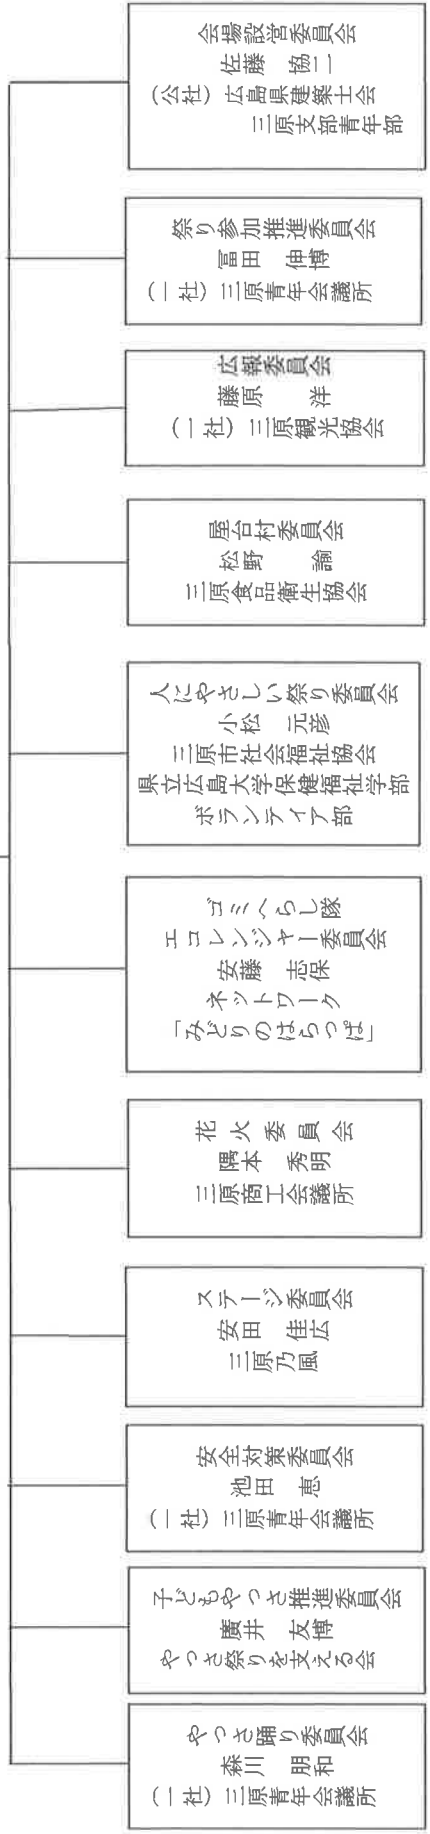 やっさ踊り委員会
森川　朋和
（一社）三原青年会議所
子どもやっさ推進委員会
廣井　友博
やっさ祭りを支える会
安全対策委員会
池田　恵
（一社）三原青年会議所
ステージ委員会
安田　佳広
三原乃風
花火委員会
隅本　秀明
三原商工会議所
ゴミへらし隊
エコレンジャー委員会
安藤　志保
ネットワーク
「みどりのはらっぱ」
人にやさしい祭り委員会
小松　元彦
三原市社会福祉協会
県立広島大学保健福祉学部
ボランティア部
屋台村委員会
松野　諭
三原食品衛生協会
広報委員会
藤原　洋
（一社）三原観光協会
祭り参加推進委員会
冨田　伸博
（一社）三原青年会議所
会場設営委員会
佐藤　協二
（公社）広島県建築士会
三原支部青年部